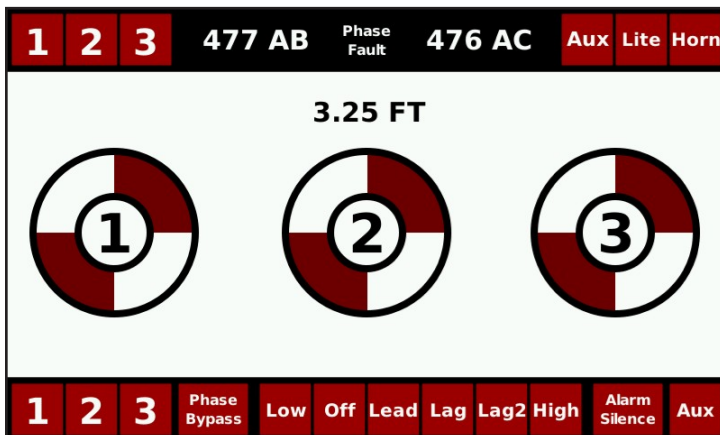 1 2 3 477 AB Phase Fault 476 AC Aux Lite Horn
3.25 FT
1 2 3
1 2 3 Phase Bypass Low Off Lead Lag Lag2 High Alarm Silence Aux